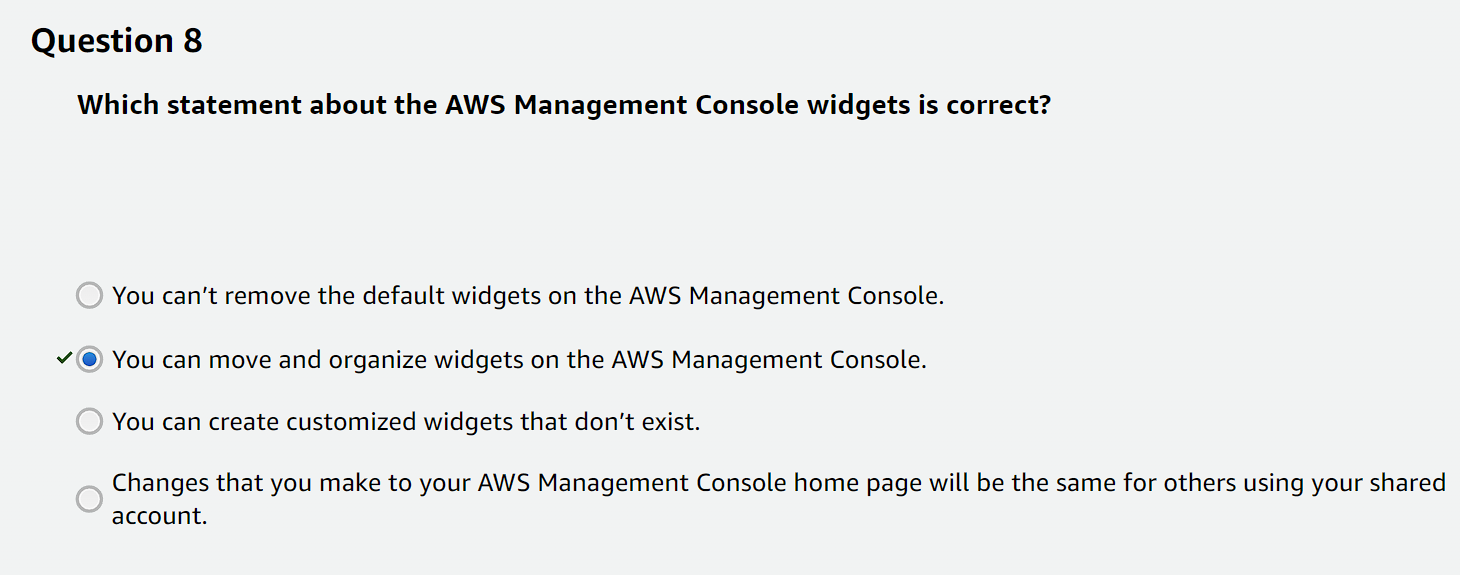 Question 8
Which statement about the AWS Management Console widgets is correct?
You can’t remove the default widgets on the AWS Management Console.
You can move and organize widgets on the AWS Management Console.
You can create customized widgets that don’t exist.
Changes that you make to your AWS Management Console home page will be the same for others using your shared
account.